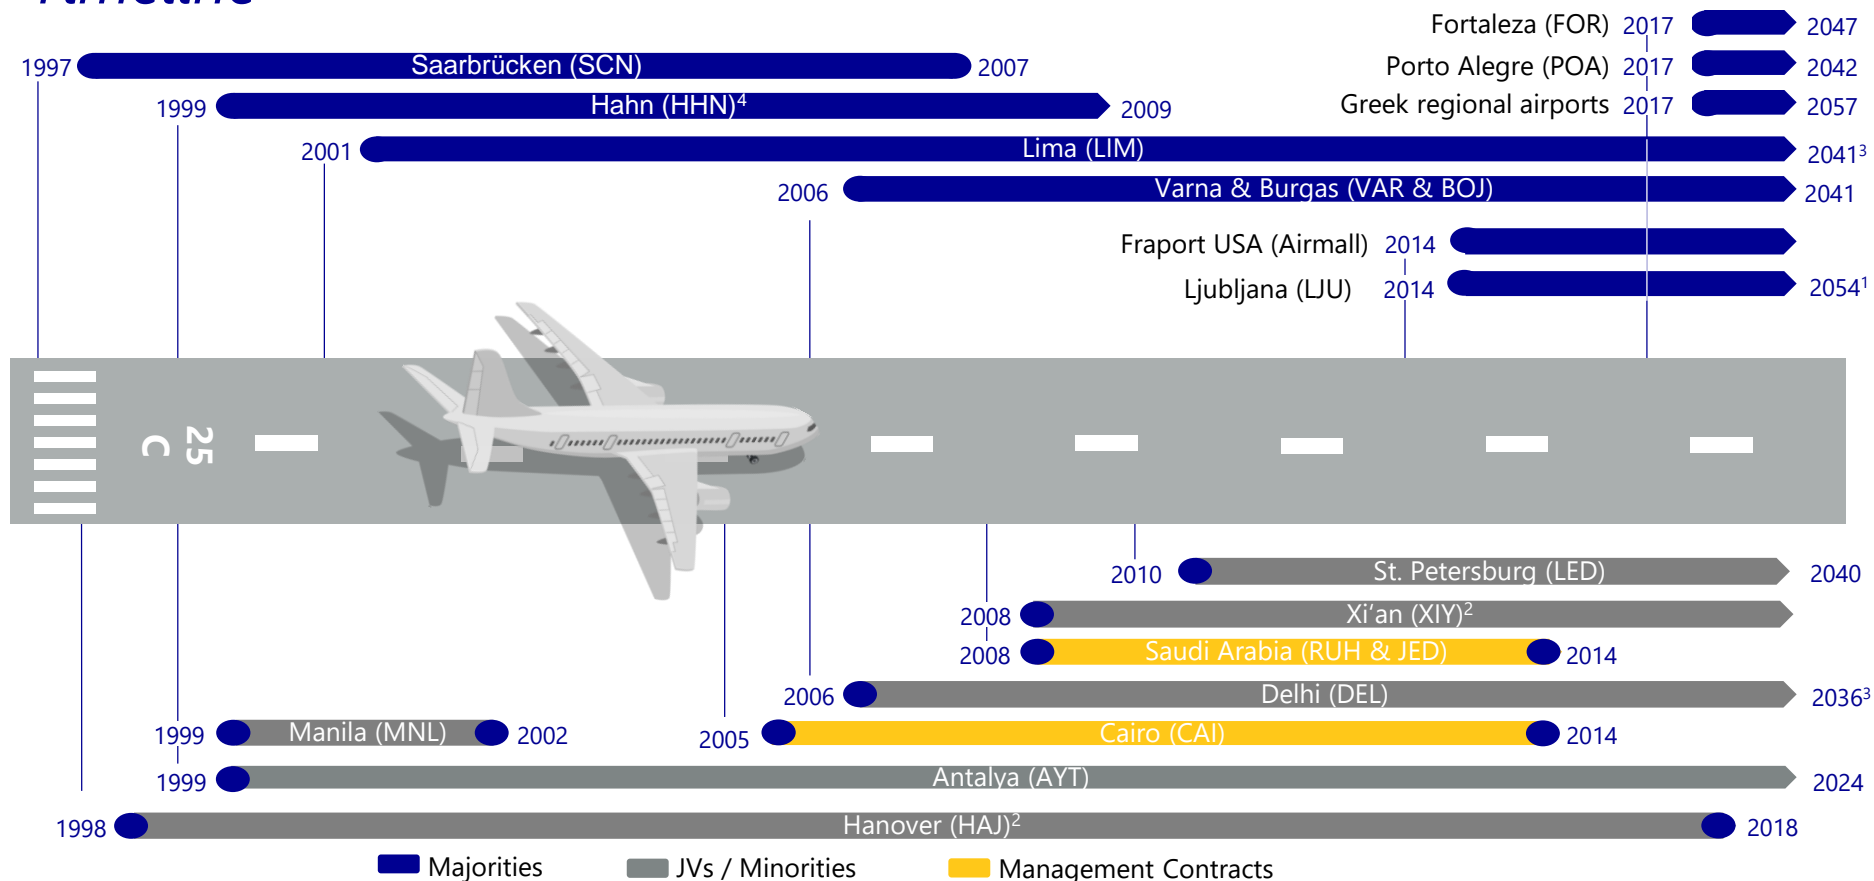 Timeline
Fortaleza (FOR) 2017 2047
1997 Saarbrücken (SCN) 2007 Porto Alegre (POA) 2017 2042
1999 Hahn (HHN)4 2009 Greek regional airports 2017 2057
2001 Lima (LIM) 20413
2006 Varna & Burgas (VAR & BOJ) 2041
Fraport USA (Airmall) 2014
Ljubljana (LJU) 2014 20541
25
C
2010 St. Petersburg (LED) 2040
2008 Xi‘an (XIY)2
2008 Saudi Arabia (RUH & JED) 2014
2006 Delhi (DEL) 20363
1999 Manila (MNL) 2002 2005 Cairo (CAI) 2014
1999 Antalya (AYT) 2024
1998 Hanover (HAJ)2 2018
Majorities JVs / Minorities Management Contracts